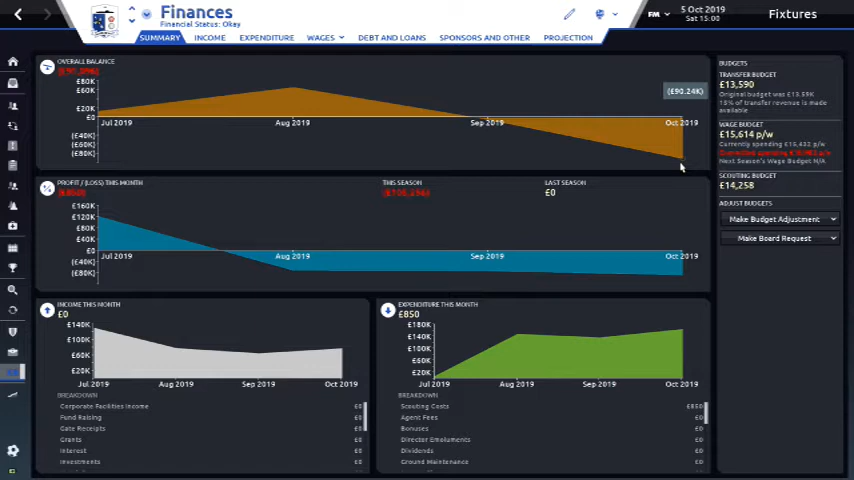 Finances
Financial Status: Okay
FM
5 Oct 2019
Sat 15:00
Fixtures
SUMMARY
INCOME
EXPENDITURE
WAGES
DEBT AND LOANS
SPONSORS AND OTHER
PROJECTION
OVERALL BALANCE
£80K
£60K
£20K
£0
(£40K)
(£60K)
(£80K)
(£90.24K)
Jul 2019
Aug 2019
Sep 2019
Oct 2019
PROFIT / (LOSS) THIS MONTH
THIS SEASON
LAST SEASON
£0
£160K
£120K
£80K
£40K
£0
(£40K)
(£80K)
Jul 2019
Aug 2019
Sep 2019
Oct 2019
INCOME THIS MONTH
£0
£140K
£100K
£60K
£20K
Jul 2019
Aug 2019
Sep 2019
Oct 2019
BREAKDOWN
Corporate Facilities Income £0
Fund Raising £0
Gate Receipts £0
Grants £0
Interest £0
Investments £0
EXPENDITURE THIS MONTH
£850
£180K
£140K
£100K
£60K
£20K
Jul 2019
Aug 2019
Sep 2019
Oct 2019
BREAKDOWN
Scouting Costs £850
Agent Fees £0
Bonuses £0
Director Emoluments £0
Dividends £0
Ground Maintenance £0
BUDGETS
TRANSFER BUDGET
£13,590
Original budget was £13.59K
15% of transfer revenue is made
available
WAGE BUDGET
£15,614 p/w
Currently spending £15,432 p/w
Next Season's Wage Budget N/A
SCOUTING BUDGET
£14,258
ADJUST BUDGETS
Make Budget Adjustment
Make Board Request